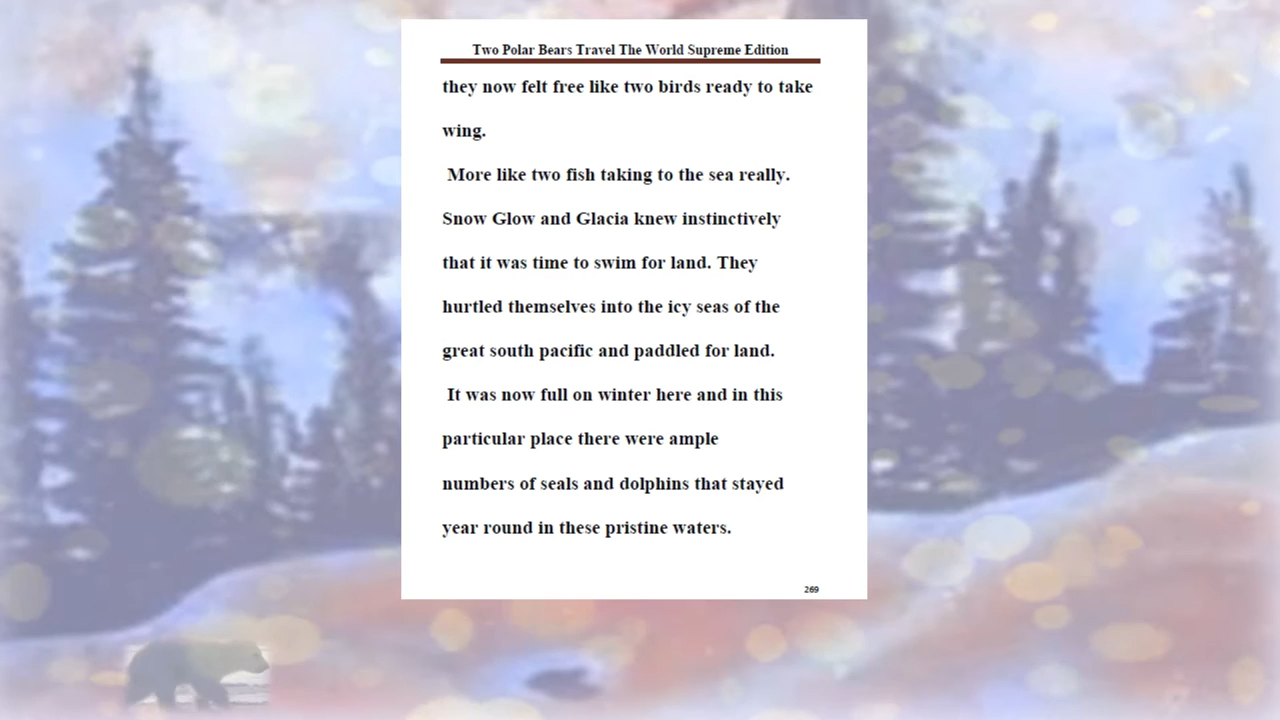 Two Polar Bears Travel The World Supreme Edition
they now felt free like two birds ready to take
wing.
More like two fish taking to the sea really.
Snow Glow and Glacia knew instinctively
that it was time to swim for land. They
hurtled themselves into the icy seas of the
great south pacific and paddled for land.
It was now full on winter here and in this
particular place there were ample
numbers of seals and dolphins that stayed
year round in these pristine waters.
269